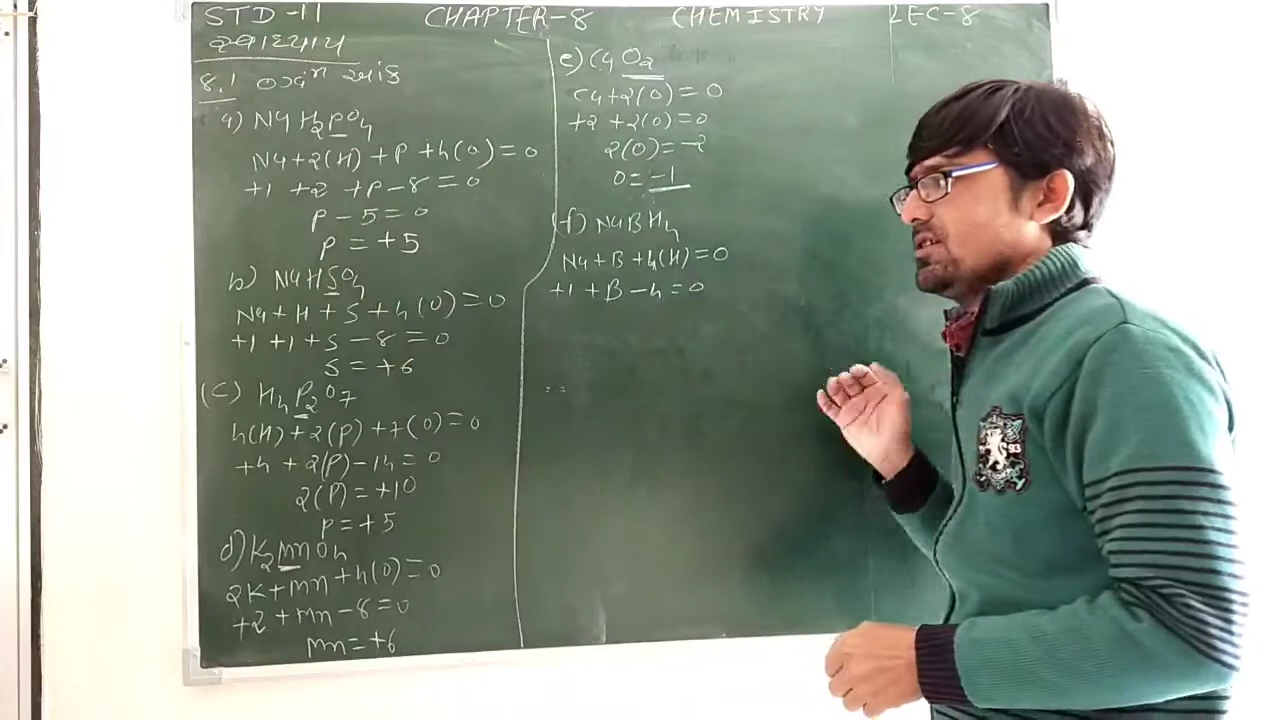 STD-11 CHAPTER-8 CHEMISTRY LEC-8
સ્વાધ્યાય
8.1 ઓક્સિn આંક
a) NaH2PO4
Na+2(H)+P+4(O)=0
+1 +2 +P-8=0
P-5=0
P=+5
b) NaHSO4
Na+H+S+4(O)=0
+1+1+S-8=0
S=+6
(C) H4P2O7
4(H)+2(P)+7(O)=0
+4+2(P)-14=0
2(P)=+10
P=+5
d) K2MnO4
2K+Mn+4(O)=0
+2+Mn-8=0
Mn=+6
e) CaO2
Ca+2(O)=0
+2+2(O)=0
2(O)=-2
O=-1
(f) NaBH4
Na+B+4(H)=0
+1+B-4=0
93